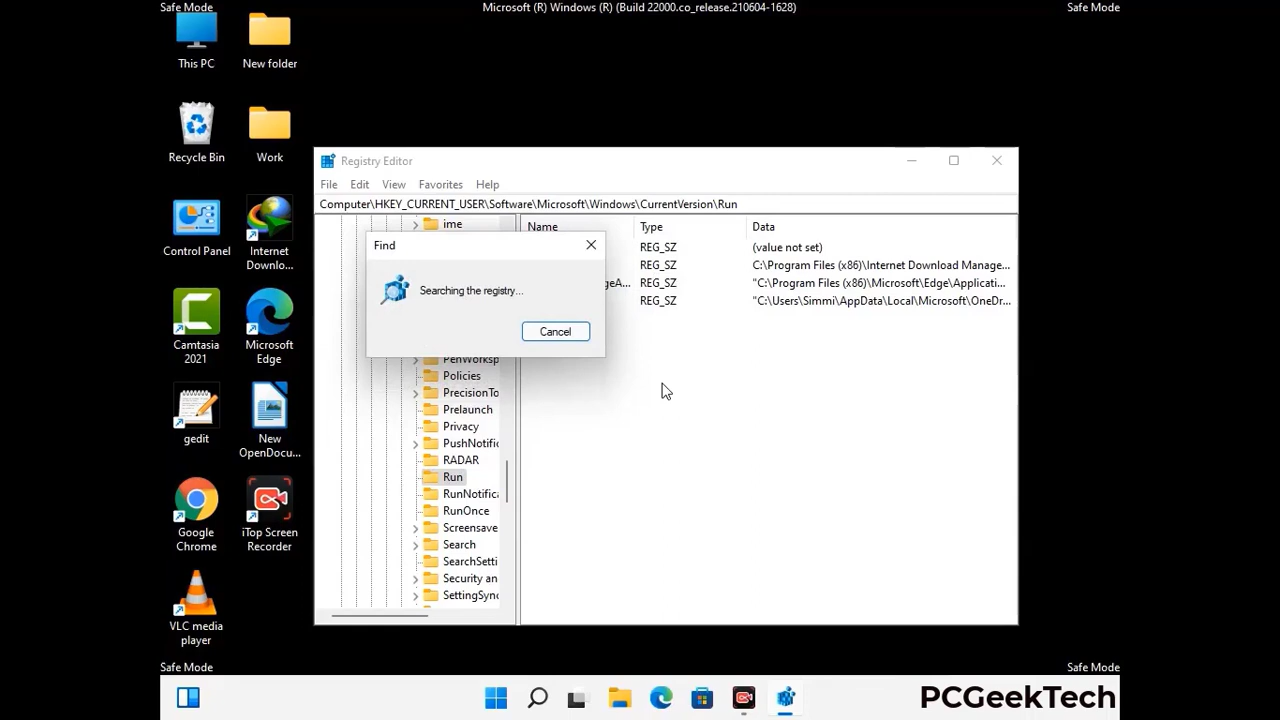 Safe Mode
Microsoft (R) Windows (R) (Build 22000.co_release.210604-1628)
Safe Mode
This PC
New folder
Recycle Bin
Work
Control Panel
Internet
Downlo...
Camtasia
2021
Microsoft
Edge
gedit
New
OpenDocu...
Google
Chrome
iTop Screen
Recorder
VLC media
player
Registry Editor
File Edit View Favorites Help
Computer\HKEY_CURRENT_USER\Software\Microsoft\Windows\CurrentVersion\Run
ime
PenWorksp
Policies
PrecisionTo
Prelaunch
Privacy
PushNotific
RADAR
Run
RunNotifica
RunOnce
Screensave
Search
SearchSetti
Security an
SettingSync
Name Type Data
REG_SZ (value not set)
REG_SZ C:\Program Files (x86)\Internet Download Manage...
geA... REG_SZ "C:\Program Files (x86)\Microsoft\Edge\Applicati...
REG_SZ "C:\Users\Simmi\AppData\Local\Microsoft\OneDr...
Find
Searching the registry...
Cancel
Safe Mode
Safe Mode
PCGeekTech